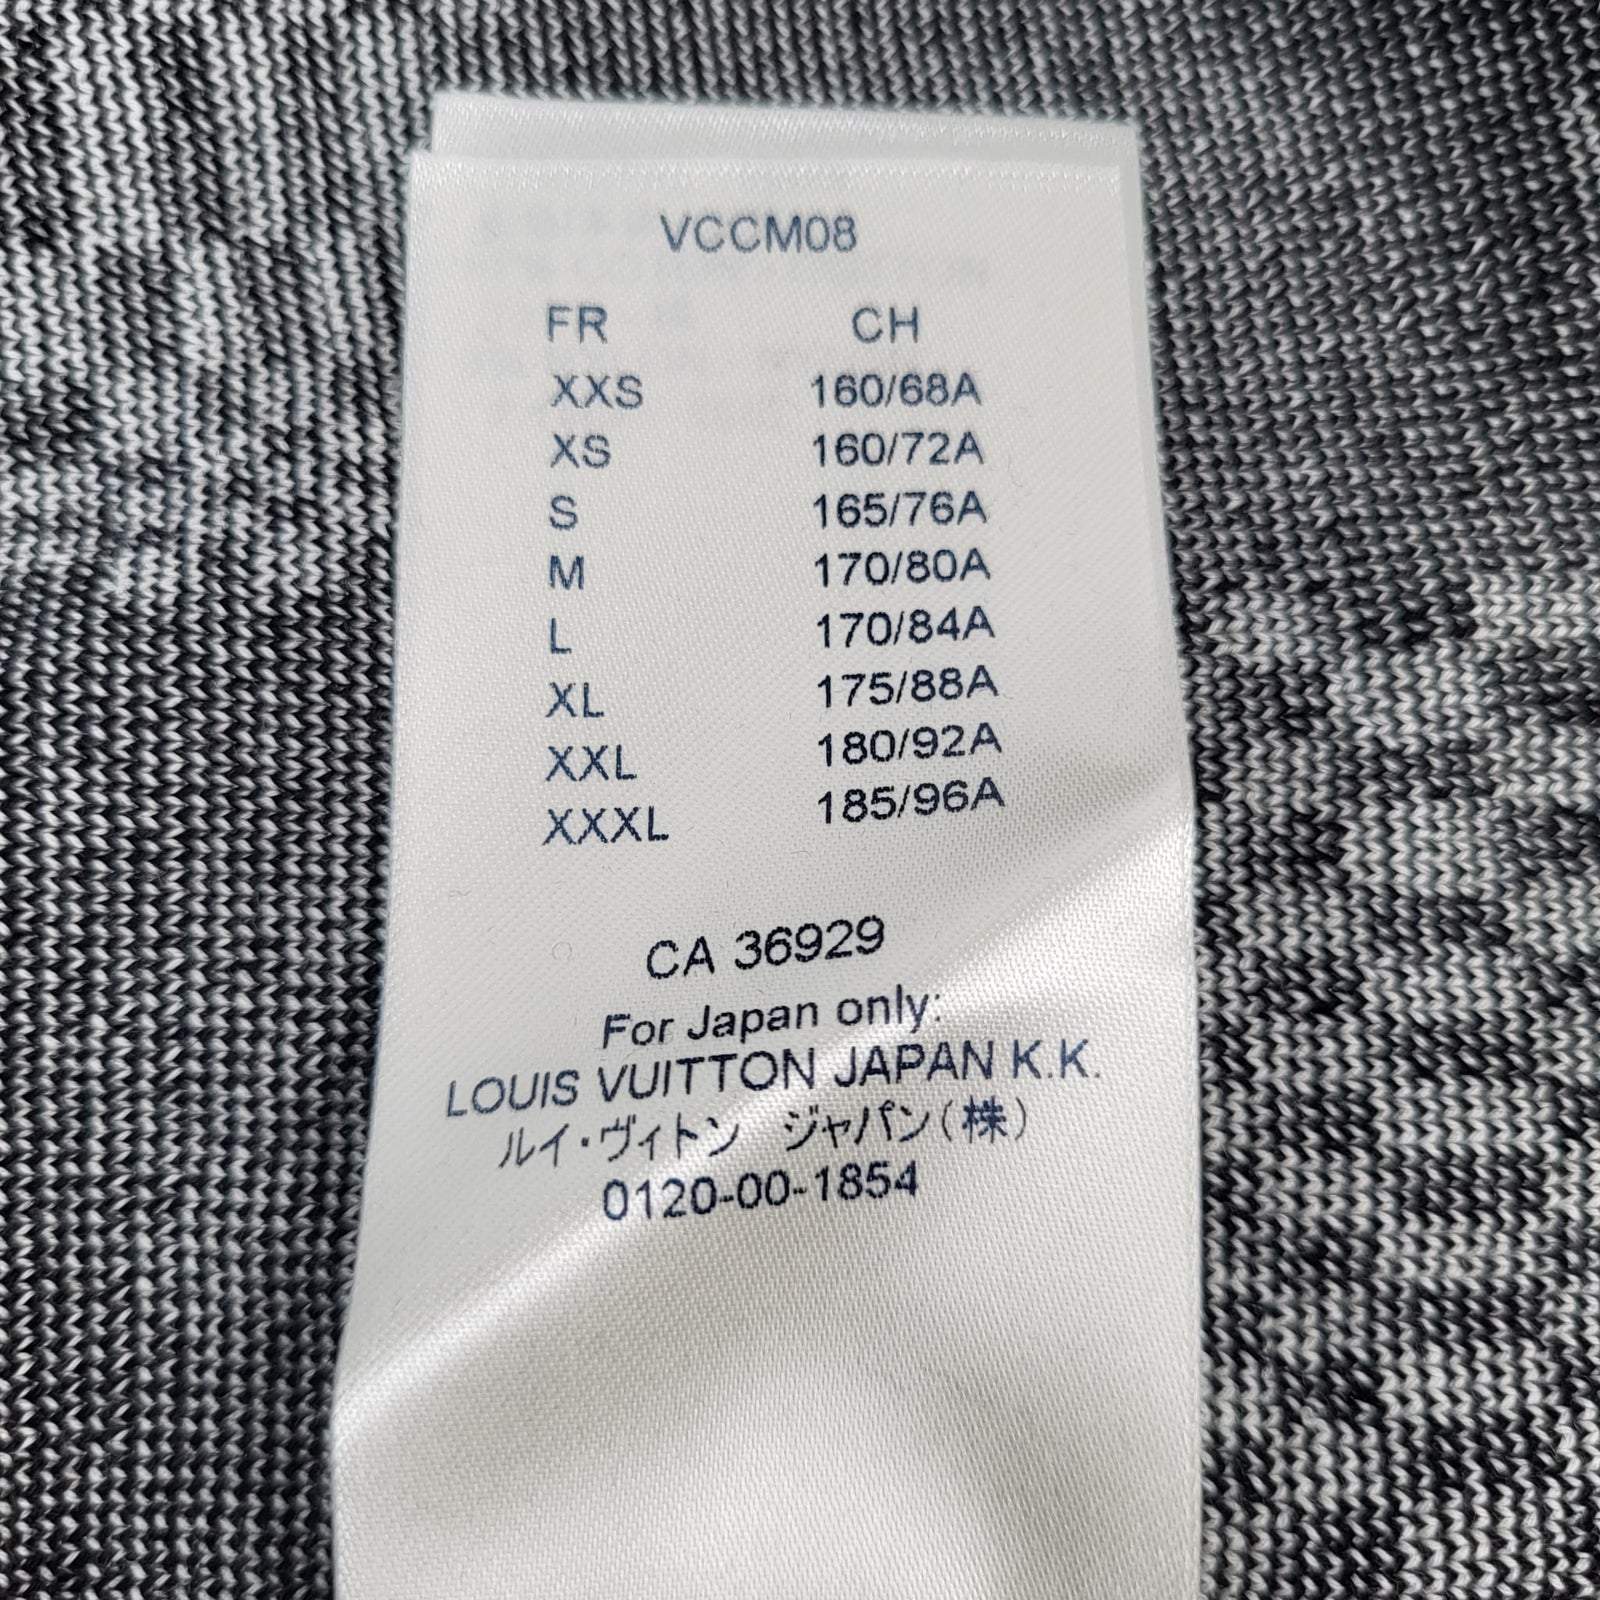 VCCM08
FR CH
XXS 160/68A
XS 160/72A
S 165/76A
M 170/80A
L 170/84A
XL 175/88A
XXL 180/92A
XXXL 185/96A
CA 36929
For Japan only:
LOUIS VUITTON JAPAN K.K.
ルイ・ヴィトン ジャパン(株)
0120-00-1854